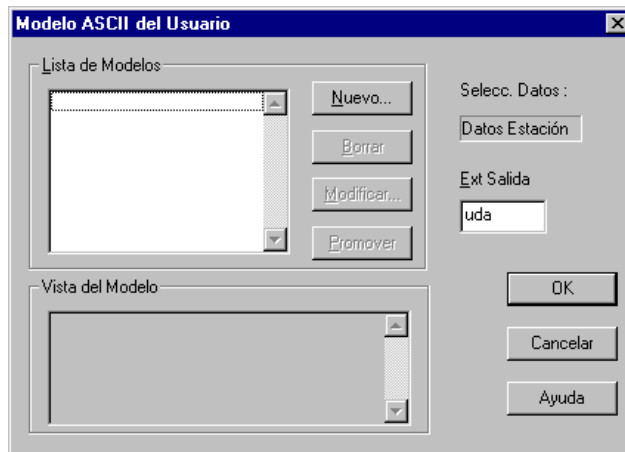 Modelo ASCII del Usuario
Lista de Modelos
Nuevo...
Borrar
Modificar...
Promover
Selecc. Datos :
Datos Estación
Ext Salida
uda
Vista del Modelo
OK
Cancelar
Ayuda